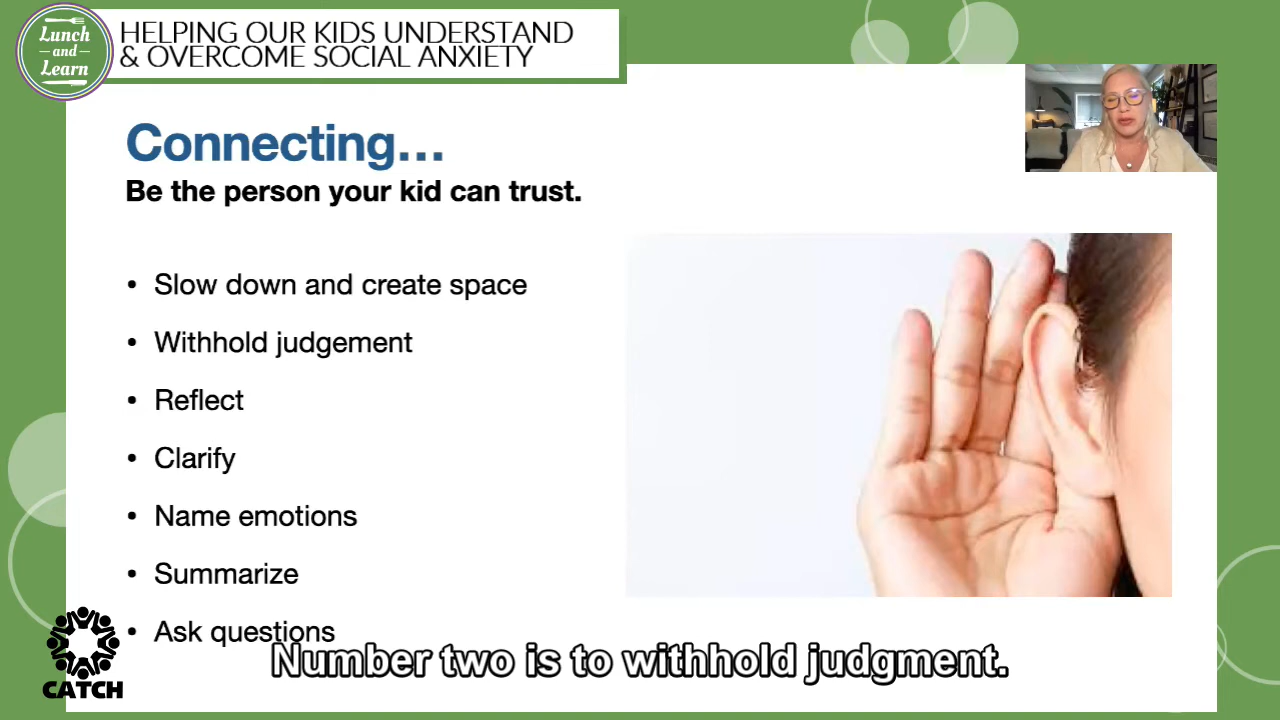 Lunch
and
Learn
HELPING OUR KIDS UNDERSTAND
& OVERCOME SOCIAL ANXIETY
Connecting...
Be the person your kid can trust.
• Slow down and create space
• Withhold judgement
• Reflect
• Clarify
• Name emotions
• Summarize
• Ask questions
Number two is to withhold judgment.
CATCH